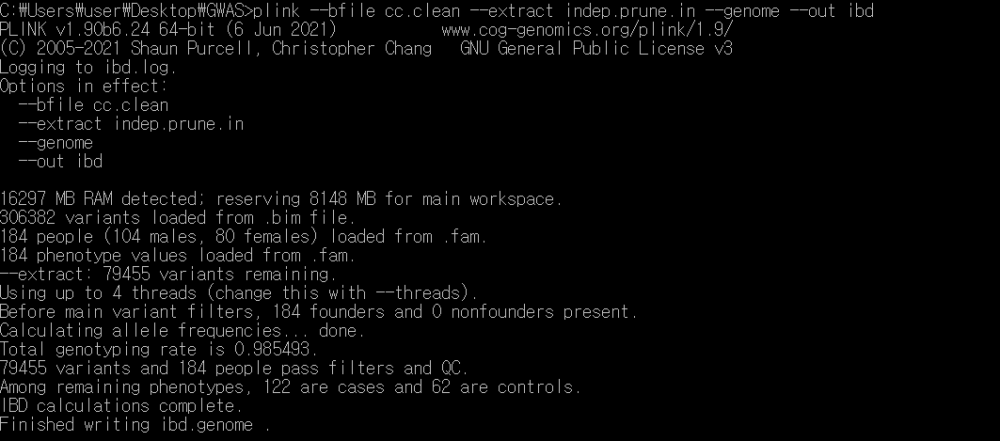 C:₩Users₩user₩Desktop₩GWAS>plink --bfile cc.clean --extract indep.prune.in --genome --out ibd
PLINK v1.90b6.24 64-bit (6 Jun 2021)           www.cog-genomics.org/plink/1.9/
(C) 2005-2021 Shaun Purcell, Christopher Chang   GNU General Public License v3
Logging to ibd.log.
Options in effect:
  --bfile cc.clean
  --extract indep.prune.in
  --genome
  --out ibd

16297 MB RAM detected; reserving 8148 MB for main workspace.
306382 variants loaded from .bim file.
184 people (104 males, 80 females) loaded from .fam.
184 phenotype values loaded from .fam.
--extract: 79455 variants remaining.
Using up to 4 threads (change this with --threads).
Before main variant filters, 184 founders and 0 nonfounders present.
Calculating allele frequencies... done.
Total genotyping rate is 0.985493.
79455 variants and 184 people pass filters and QC.
Among remaining phenotypes, 122 are cases and 62 are controls.
IBD calculations complete.
Finished writing ibd.genome .